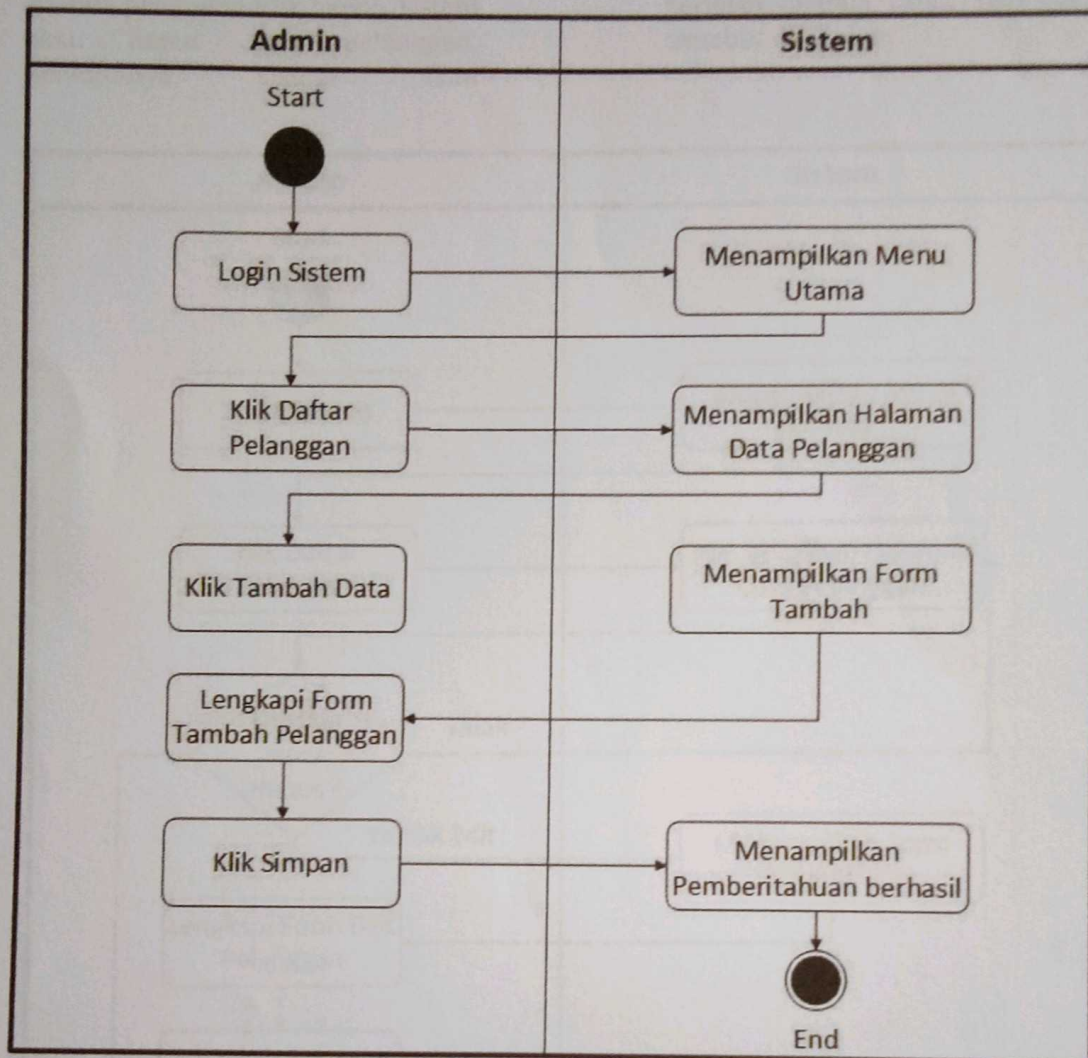 Admin
Sistem
Start
Login Sistem
Menampilkan Menu
Utama
Klik Daftar
Pelanggan
Menampilkan Halaman
Data Pelanggan
Klik Tambah Data
Menampilkan Form
Tambah
Lengkapi Form
Tambah Pelanggan
Klik Simpan
Menampilkan
Pemberitahuan berhasil
End